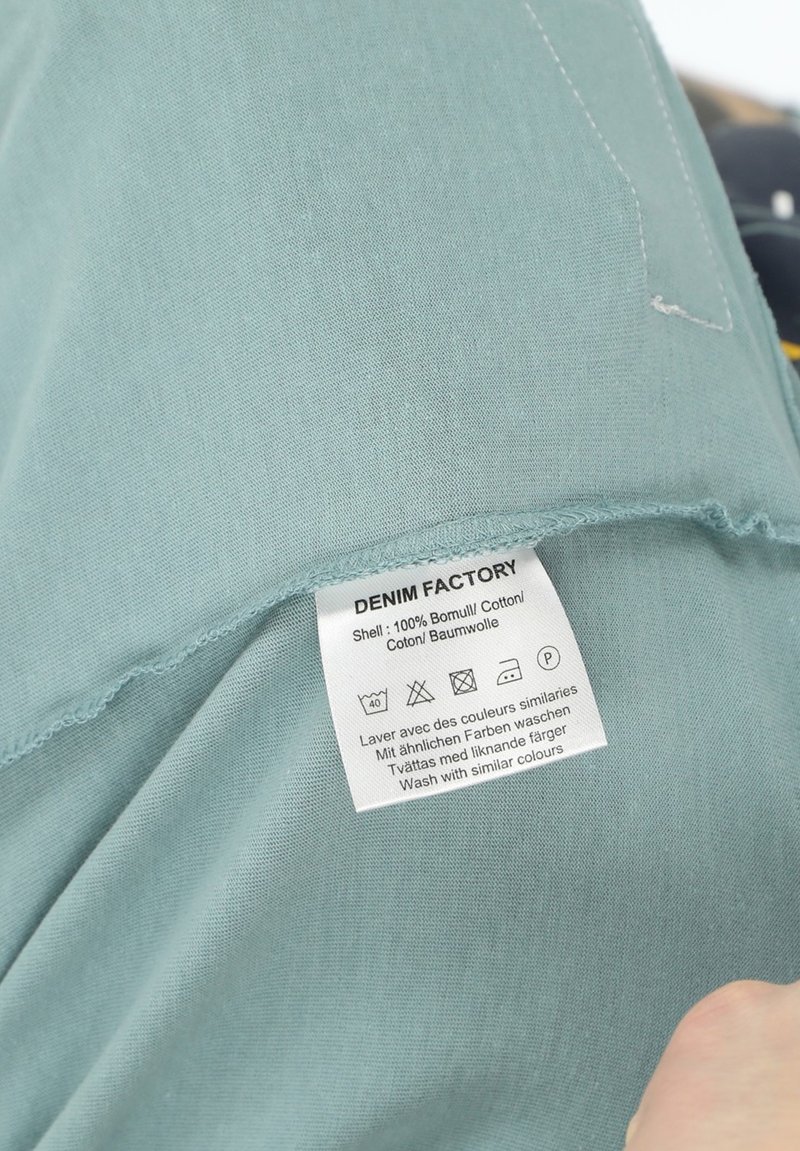 DENIM FACTORY
Shell : 100% Bomull/ Cotton/
Coton/ Baumwolle
40 P
Laver avec des couleurs similaries
Mit ähnlichen Farben waschen
Tvättas med liknande färger
Wash with similar colours